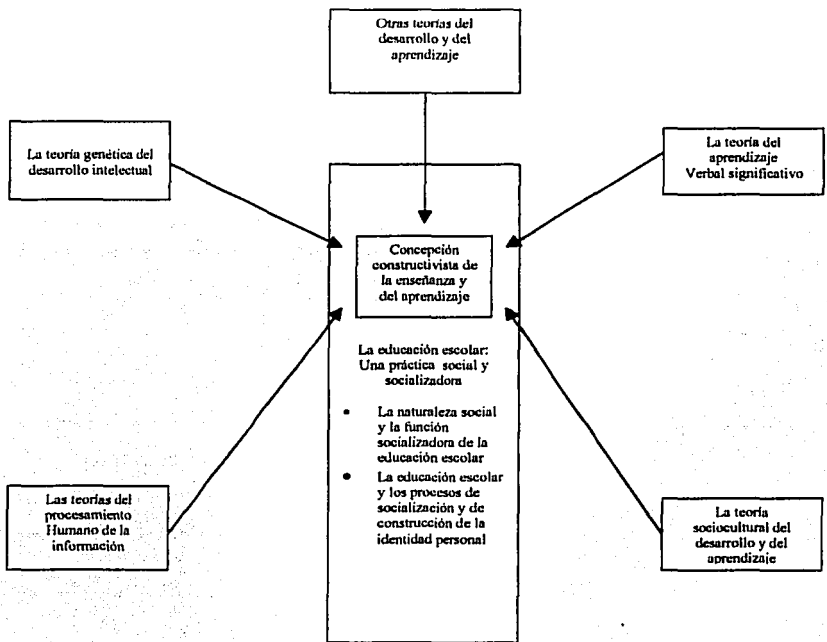 Otras teorías del
desarrollo y del
aprendizaje
La teoría genética del
desarrollo intelectual
La teoría del
aprendizaje
Verbal significativo
Concepción
constructivista de
la enseñanza y
del aprendizaje
La educación escolar:
Una práctica social y
socializadora
• La naturaleza social
y la función
socializadora de la
educación escolar
• La educación escolar
y los procesos de
socialización y de
construcción de la
identidad personal
Las teorías del
procesamiento
Humano de la
información
La teoría
sociocultural del
desarrollo y del
aprendizaje